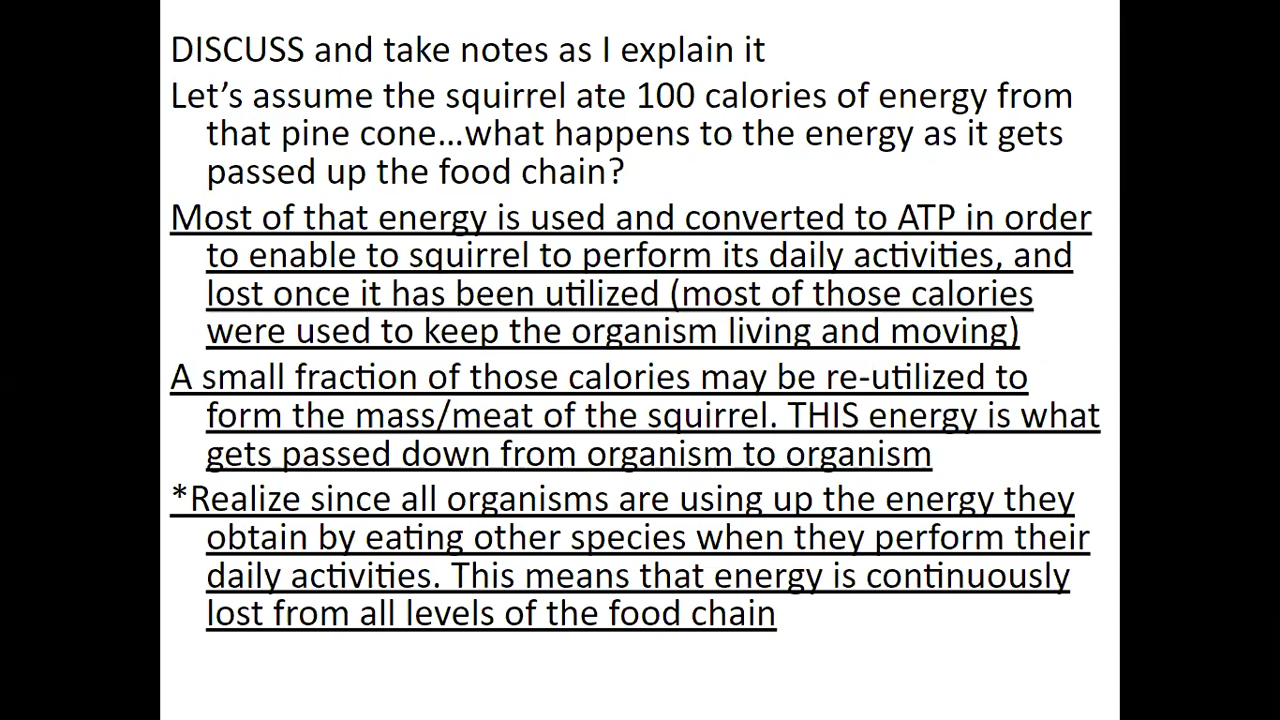 DISCUSS and take notes as I explain it
Let’s assume the squirrel ate 100 calories of energy from
that pine cone…what happens to the energy as it gets
passed up the food chain?
Most of that energy is used and converted to ATP in order
to enable to squirrel to perform its daily activities, and
lost once it has been utilized (most of those calories
were used to keep the organism living and moving)
A small fraction of those calories may be re-utilized to
form the mass/meat of the squirrel. THIS energy is what
gets passed down from organism to organism
*Realize since all organisms are using up the energy they
obtain by eating other species when they perform their
daily activities. This means that energy is continuously
lost from all levels of the food chain